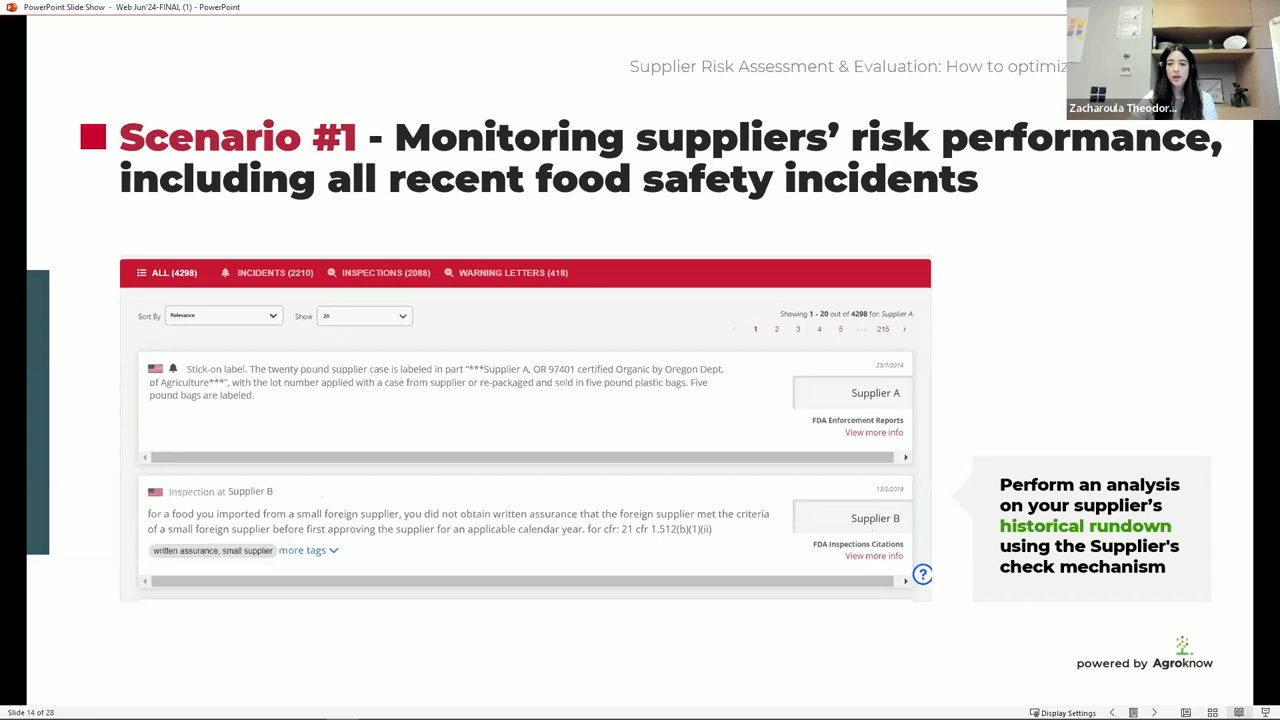 PowerPoint Slide Show - Web Jun'24-FINAL (1) - PowerPoint
Supplier Risk Assessment & Evaluation: How to optimiz
Zacharoula Theodor...
Scenario #1 - Monitoring suppliers' risk performance,
including all recent food safety incidents
ALL (4298) INCIDENTS (2210) INSPECTIONS (2088) WARNING LETTERS (418)
Sort By Relevance Show 20
Showing 1 - 20 out of 4298 for: Supplier A
‹ 1 2 3 4 5 ... 215 ›
Stick-on label. The twenty pound supplier case is labeled in part "***Supplier A, OR 97401 certified Organic by Oregon Dept.
of Agriculture***", with the lot number applied with a case from supplier or re-packaged and sold in five pound plastic bags. Five
pound bags are labeled.
25/7/2014
Supplier A
FDA Enforcement Reports
View more info
Inspection at Supplier B
for a food you imported from a small foreign supplier, you did not obtain written assurance that the foreign supplier met the criteria
of a small foreign supplier before first approving the supplier for an applicable calendar year. for cfr: 21 cfr 1.512(b)(1)(ii)
written assurance, small supplier more tags
13/2/2019
Supplier B
FDA Inspections Citations
View more info
?
Perform an analysis
on your supplier's
historical rundown
using the Supplier's
check mechanism
powered by Agroknow
Slide 14 of 28
Display Settings